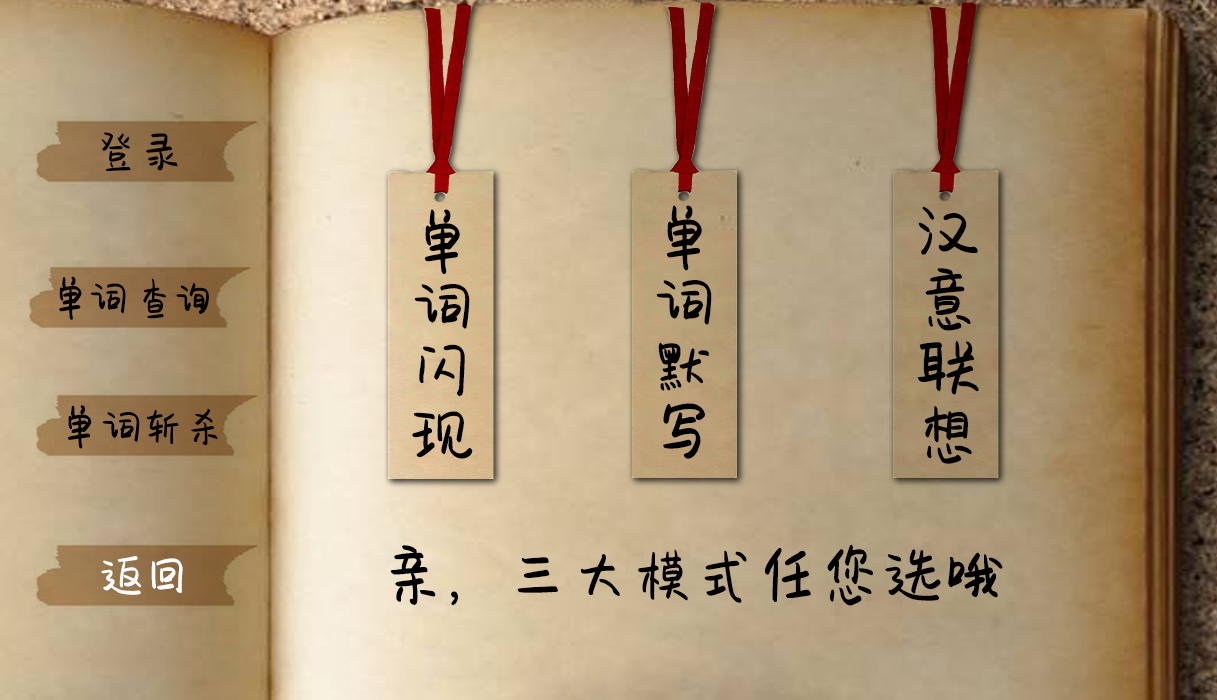 登录
单词查询
单词斩杀
返回
单词闪现
单词默写
汉意联想
亲，三大模式任您选哦